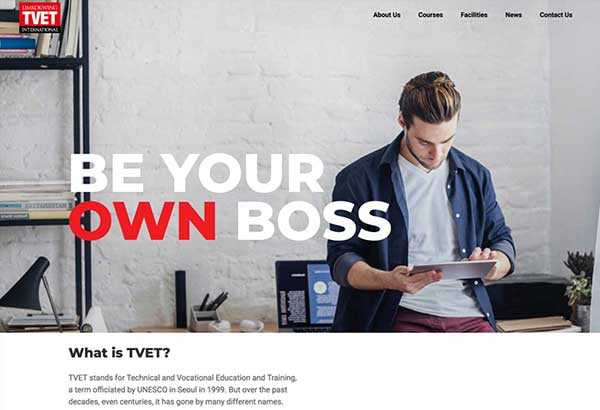 LIMKOKWING
TVET
INTERNATIONAL
About Us
Courses
Facilities
News
Contact Us
BE YOUR
OWN BOSS
What is TVET?
TVET stands for Technical and Vocational Education and Training,
a term officiated by UNESCO in Seoul in 1999. But over the past
decades, even centuries, it has gone by many different names.